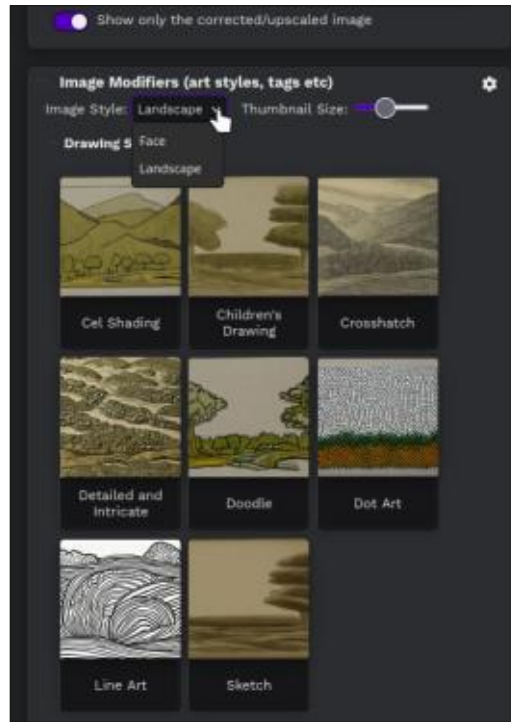 Show only the corrected/upscaled image
Image Modifiers (art styles, tags etc)
Image Style: Landscape Thumbnail Size:
Drawing S
Face
Landscape
Cel Shading
Children's
Drawing
Crosshatch
Detailed and
Intricate
Doodle
Dot Art
Line Art
Sketch